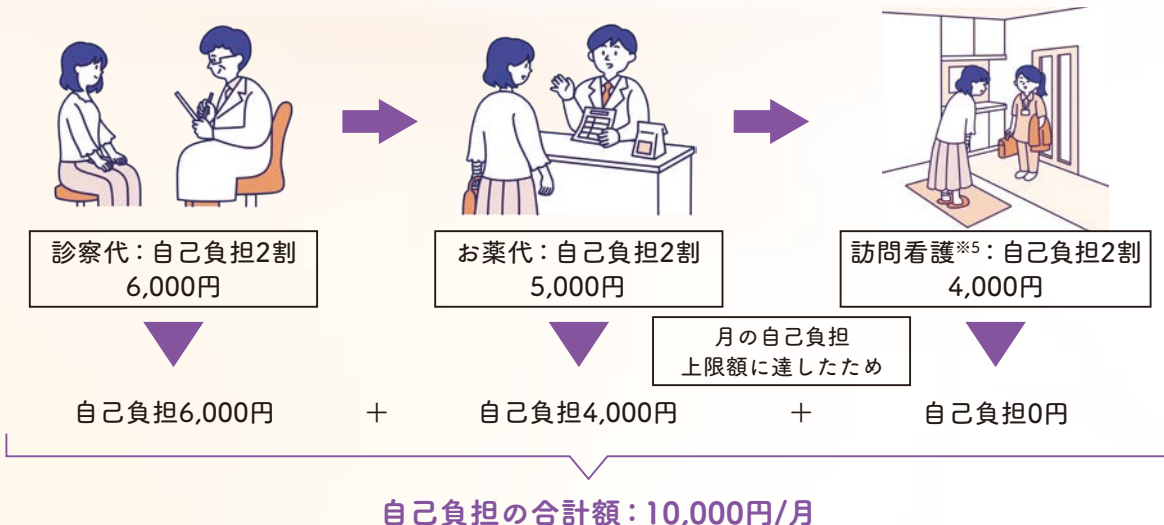 診察代：自己負担2割
6,000円
お薬代：自己負担2割
5,000円
訪問看護※5：自己負担2割
4,000円
月の自己負担
上限額に達したため
自己負担6,000円 + 自己負担4,000円 + 自己負担0円
自己負担の合計額：10,000円/月